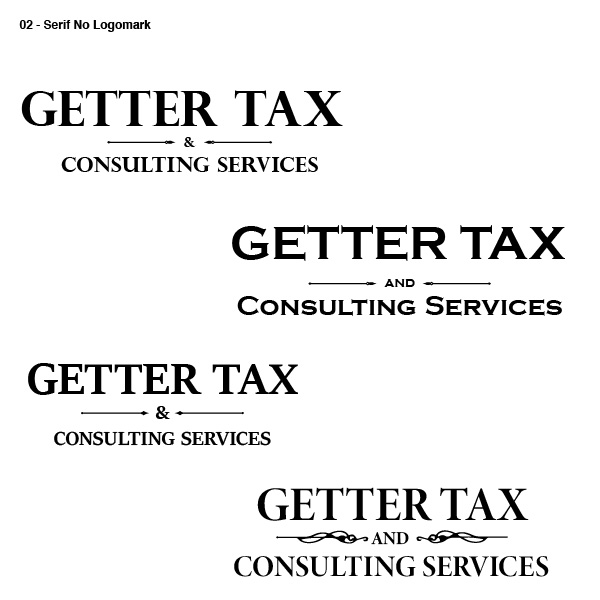 02 - Serif No Logomark
GETTER TAX
&
CONSULTING SERVICES
GETTER TAX
AND
CONSULTING SERVICES
GETTER TAX
&
CONSULTING SERVICES
GETTER TAX
AND
CONSULTING SERVICES